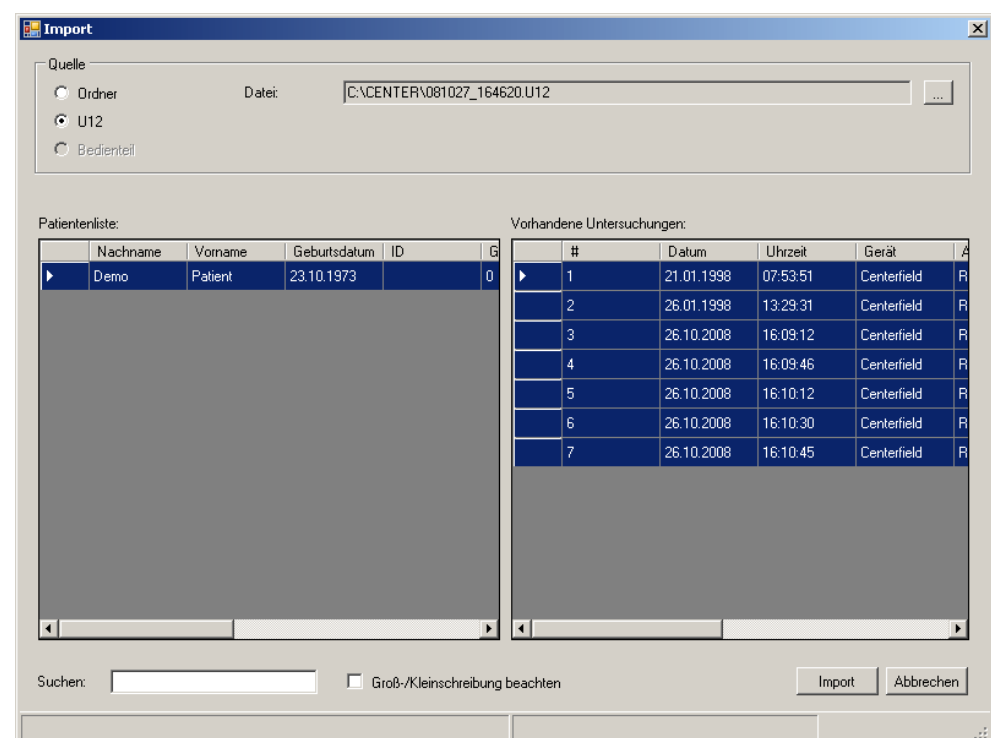 Import
Quelle
Ordner
Datei: C:\CENTER\081027_164620.U12 ...
U12
Bedienteil
Patientenliste:
Nachname Vorname Geburtsdatum ID G
Demo Patient 23.10.1973 0
Vorhandene Untersuchungen:
# Datum Uhrzeit Gerät A
1 21.01.1998 07:53:51 Centerfield R
2 26.01.1998 13:29:31 Centerfield R
3 26.10.2008 16:09:12 Centerfield R
4 26.10.2008 16:09:46 Centerfield R
5 26.10.2008 16:10:12 Centerfield R
6 26.10.2008 16:10:30 Centerfield R
7 26.10.2008 16:10:45 Centerfield R
Suchen: Groß-/Kleinschreibung beachten Import Abbrechen